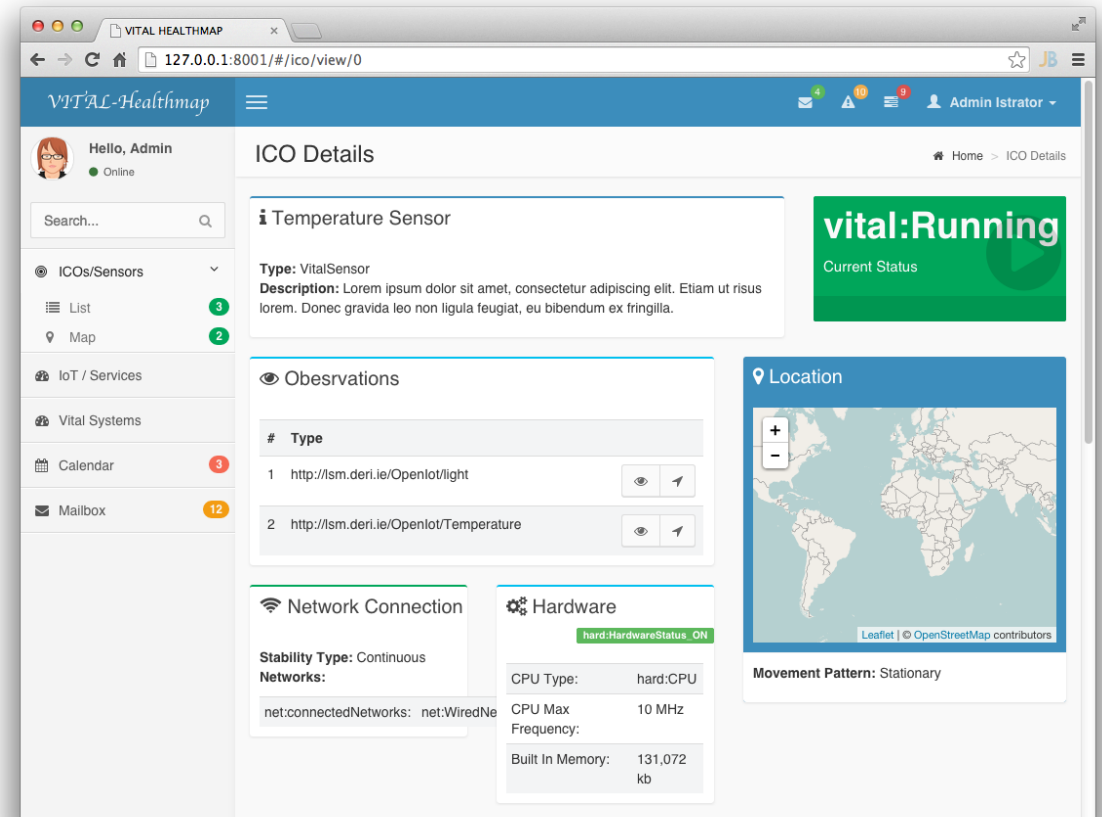 VITAL HEALTHMAP
127.0.0.1:8001/#/ico/view/0
JB
VITAL-Healthmap
4
10
9
Admin Istrator
Hello, Admin
Online
Search...
ICOs/Sensors
List 3
Map 2
IoT / Services
Vital Systems
Calendar 3
Mailbox 12
ICO Details
Home > ICO Details
Temperature Sensor
Type: VitalSensor
Description: Lorem ipsum dolor sit amet, consectetur adipiscing elit. Etiam ut risus
lorem. Donec gravida leo non ligula feugiat, eu bibendum ex fringilla.
vital:Running
Current Status
Obesrvations
# Type
1 http://lsm.deri.ie/OpenIot/light
2 http://lsm.deri.ie/OpenIot/Temperature
Location
+
-
Leaflet | © OpenStreetMap contributors
Movement Pattern: Stationary
Network Connection
Stability Type: Continuous
Networks:
net:connectedNetworks: net:WiredNe
Hardware
hard:HardwareStatus_ON
CPU Type: hard:CPU
CPU Max 10 MHz
Frequency:
Built In Memory: 131,072
kb